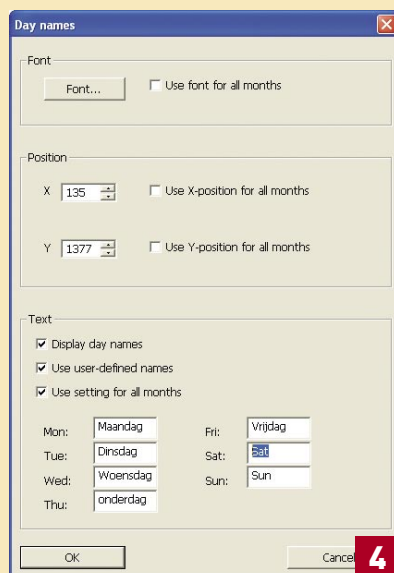 Day names
Font
Font...
Use font for all months
Position
X 135 Use X-position for all months
Y 1377 Use Y-position for all months
Text
Display day names
Use user-defined names
Use setting for all months
Mon: Maandag Fri: Vrijdag
Tue: Dinsdag Sat: Sat
Wed: Woensdag Sun: Sun
Thu: onderdag
OK Cancel
4